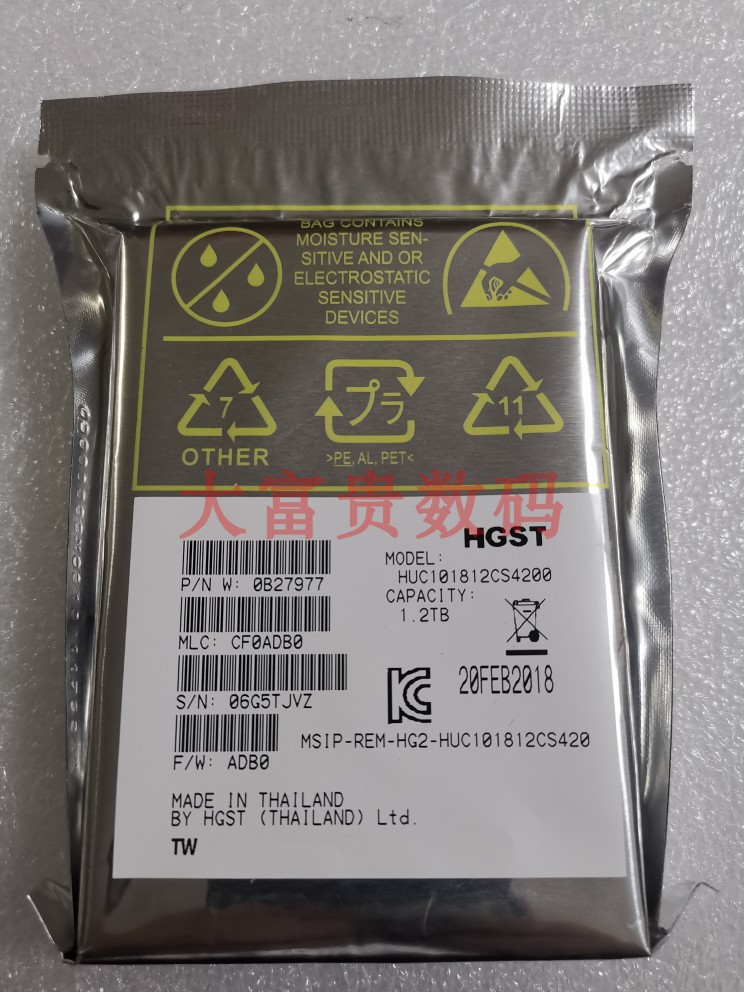 BAG CONTAINS
MOISTURE SEN-
SITIVE AND OR
ELECTROSTATIC
SENSITIVE
DEVICES
7
OTHER
プラ
>PE, AL, PET<
11
大富贵数码
HGST
P/N W: 0B27977
MODEL:
HUC101812CS4200
CAPACITY:
1.2TB
MLC: CF0ADB0
S/N: 06G5TJVZ
20FEB2018
F/W: ADB0
MSIP-REM-HG2-HUC101812CS420
MADE IN THAILAND
BY HGST (THAILAND) Ltd.
TW